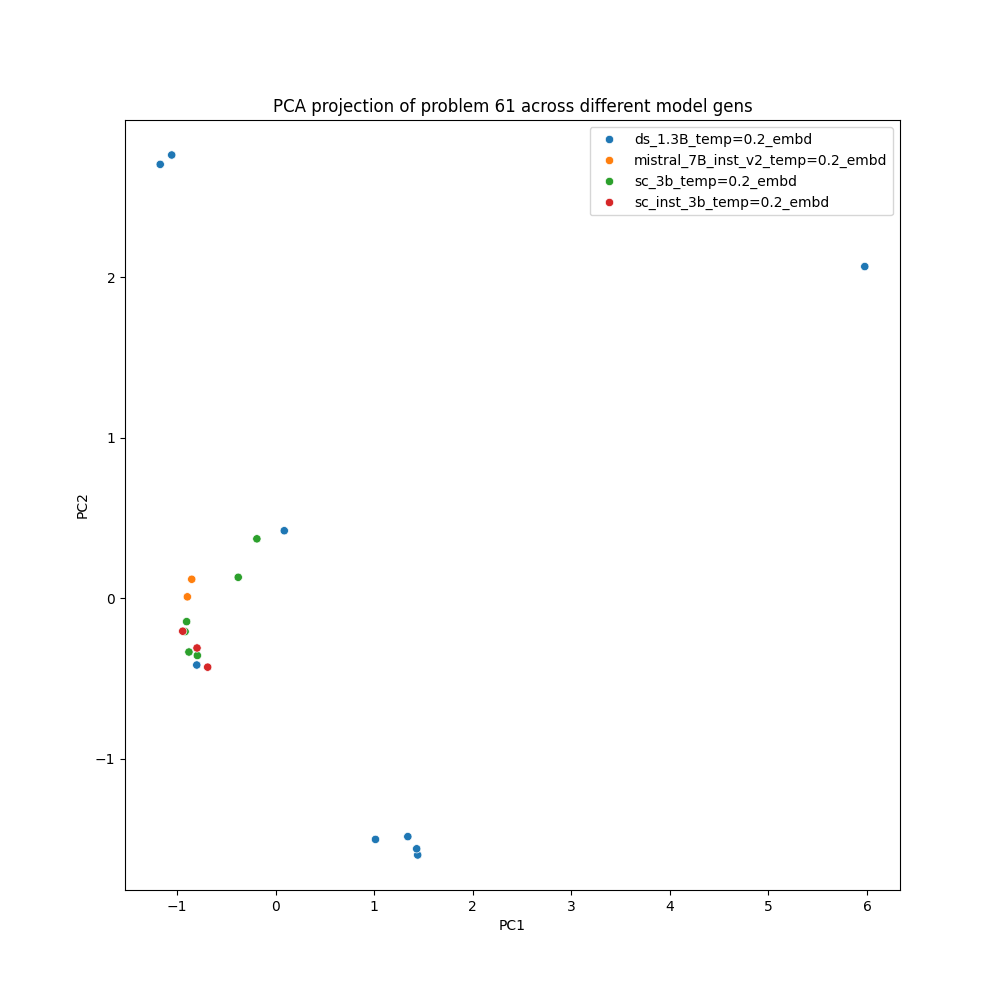 PCA projection of problem 61 across different model gens
ds_1.3B_temp=0.2_embd
mistral_7B_inst_v2_temp=0.2_embd
sc_3b_temp=0.2_embd
sc_inst_3b_temp=0.2_embd
2
1
0
−1
PC2
−1 0 1 2 3 4 5 6
PC1